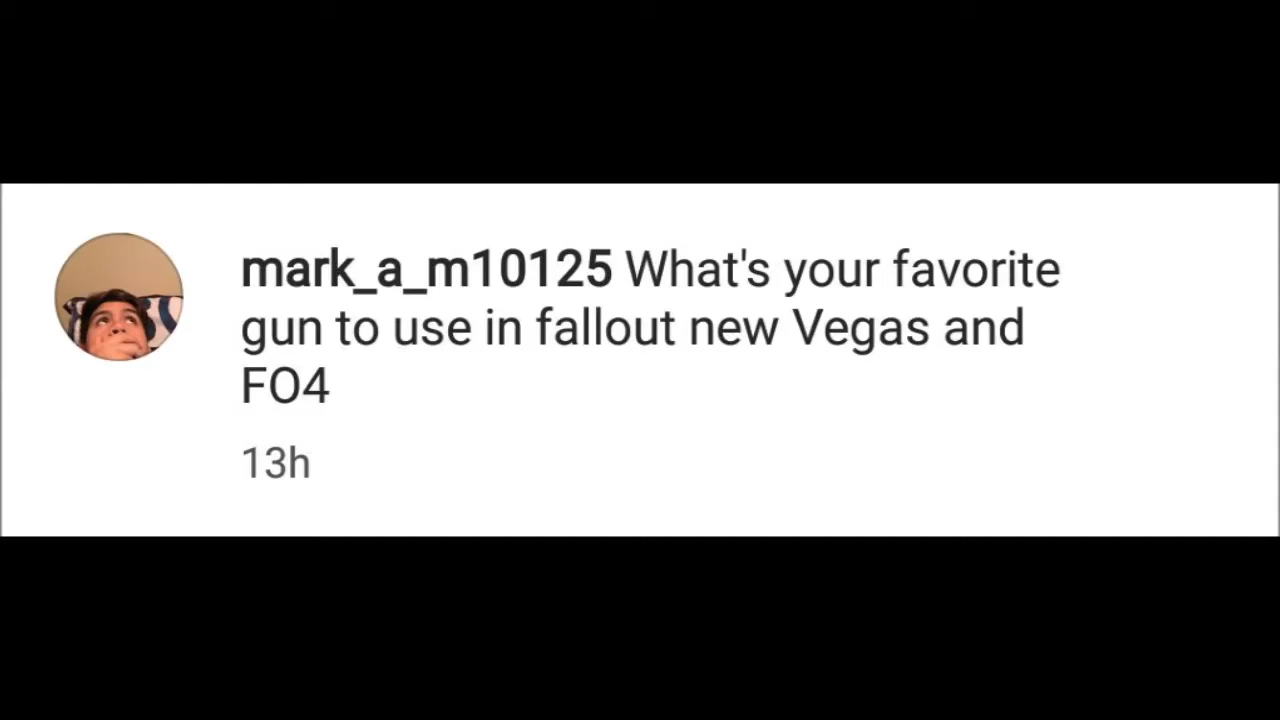 mark_a_m10125 What's your favorite
gun to use in fallout new Vegas and
FO4
13h